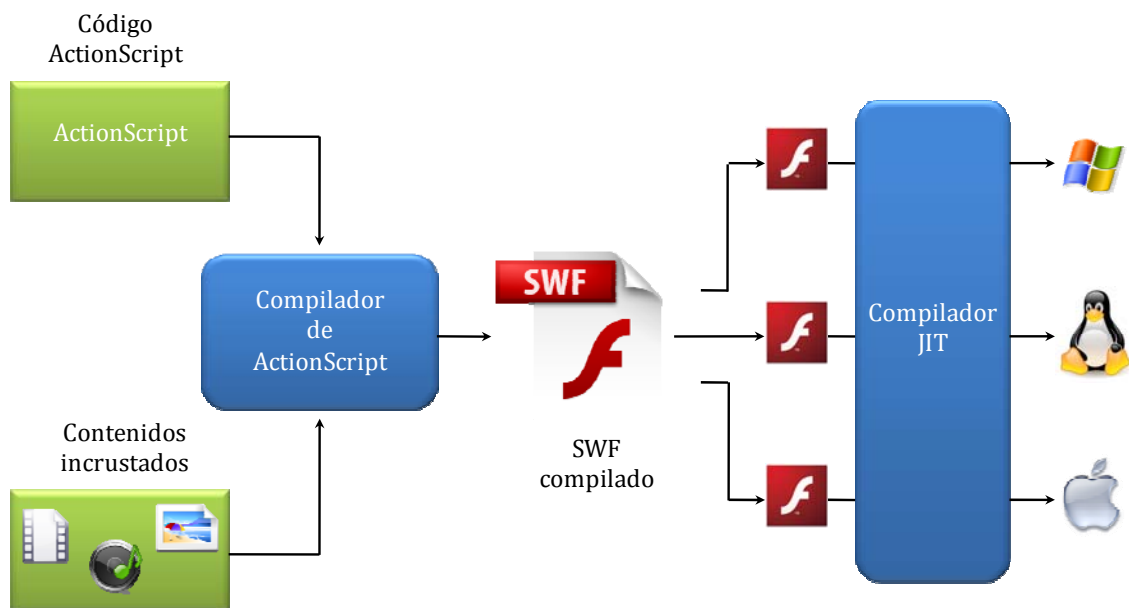 Código
ActionScript
ActionScript
Compilador
de
ActionScript
Contenidos
incrustados
SWF
SWF
compilado
Compilador
JIT